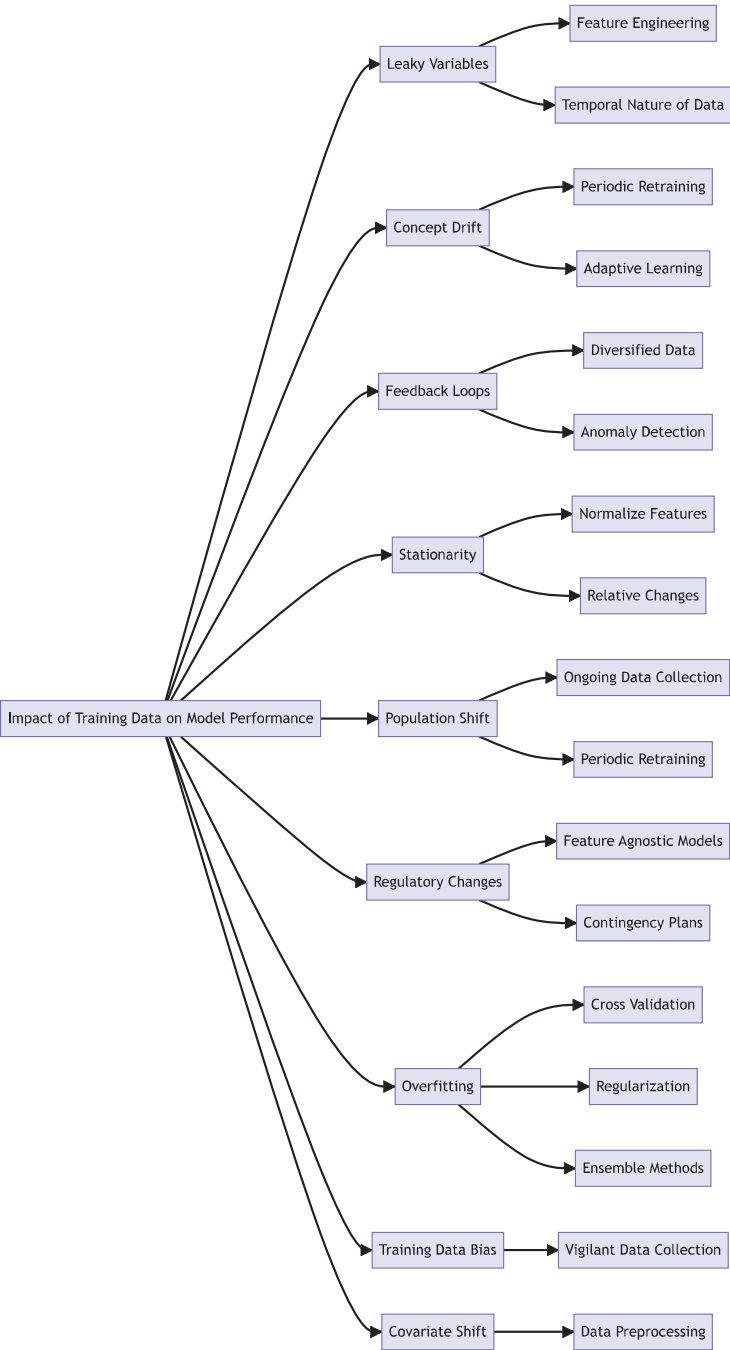 Feature Engineering
Leaky Variables
Temporal Nature of Data
Periodic Retraining
Concept Drift
Adaptive Learning
Diversified Data
Feedback Loops
Anomaly Detection
Normalize Features
Stationarity
Relative Changes
Ongoing Data Collection
Impact of Training Data on Model Performance
Population Shift
Periodic Retraining
Feature Agnostic Models
Regulatory Changes
Contingency Plans
Cross Validation
Overfitting
Regularization
Ensemble Methods
Training Data Bias
Vigilant Data Collection
Covariate Shift
Data Preprocessing